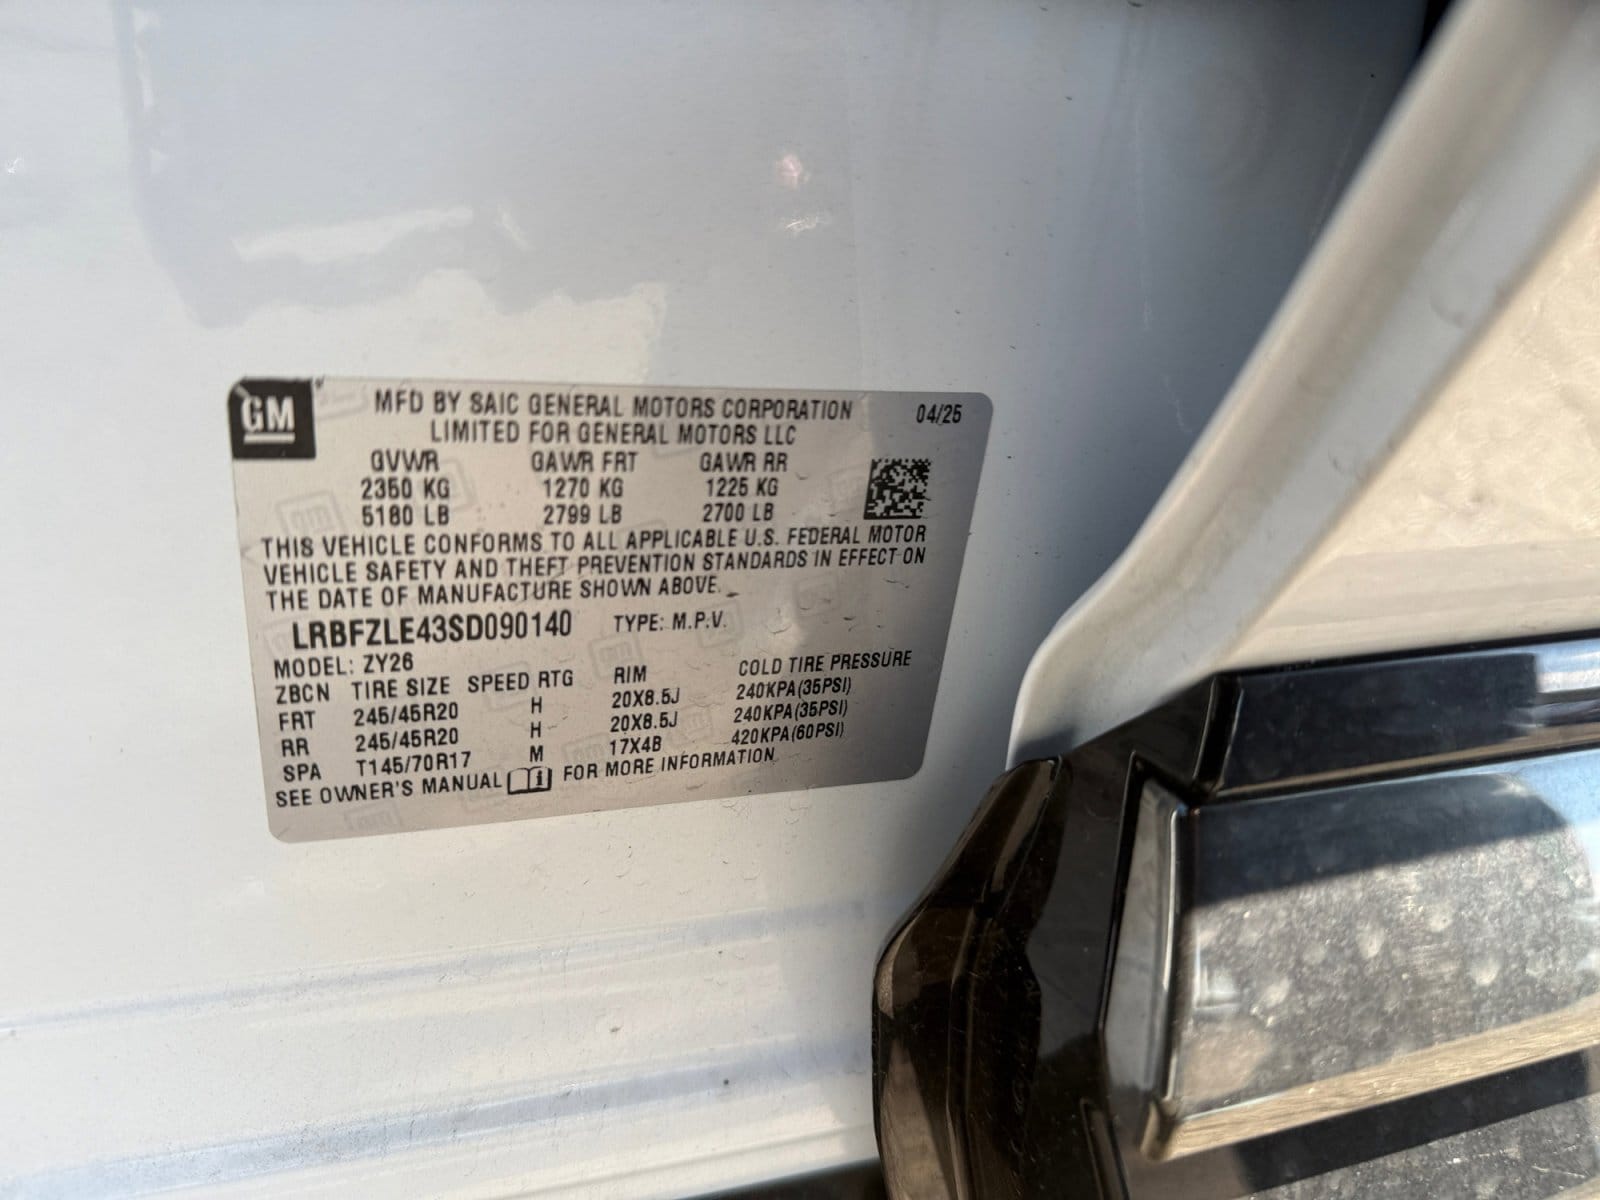 GM MFD BY SAIC GENERAL MOTORS CORPORATION 04/25
LIMITED FOR GENERAL MOTORS LLC
GVWR GAWR FRT GAWR RR
2350 KG 1270 KG 1225 KG
5180 LB 2799 LB 2700 LB
THIS VEHICLE CONFORMS TO ALL APPLICABLE U.S. FEDERAL MOTOR
VEHICLE SAFETY AND THEFT PREVENTION STANDARDS IN EFFECT ON
THE DATE OF MANUFACTURE SHOWN ABOVE.
LRBFZLE43SD090140 TYPE: M.P.V.
MODEL: ZY26
ZBCN TIRE SIZE SPEED RTG RIM COLD TIRE PRESSURE
FRT 245/45R20 H 20X8.5J 240KPA(35PSI)
RR 245/45R20 H 20X8.5J 240KPA(35PSI)
SPA T145/70R17 M 17X4B 420KPA(60PSI)
SEE OWNER'S MANUAL FOR MORE INFORMATION